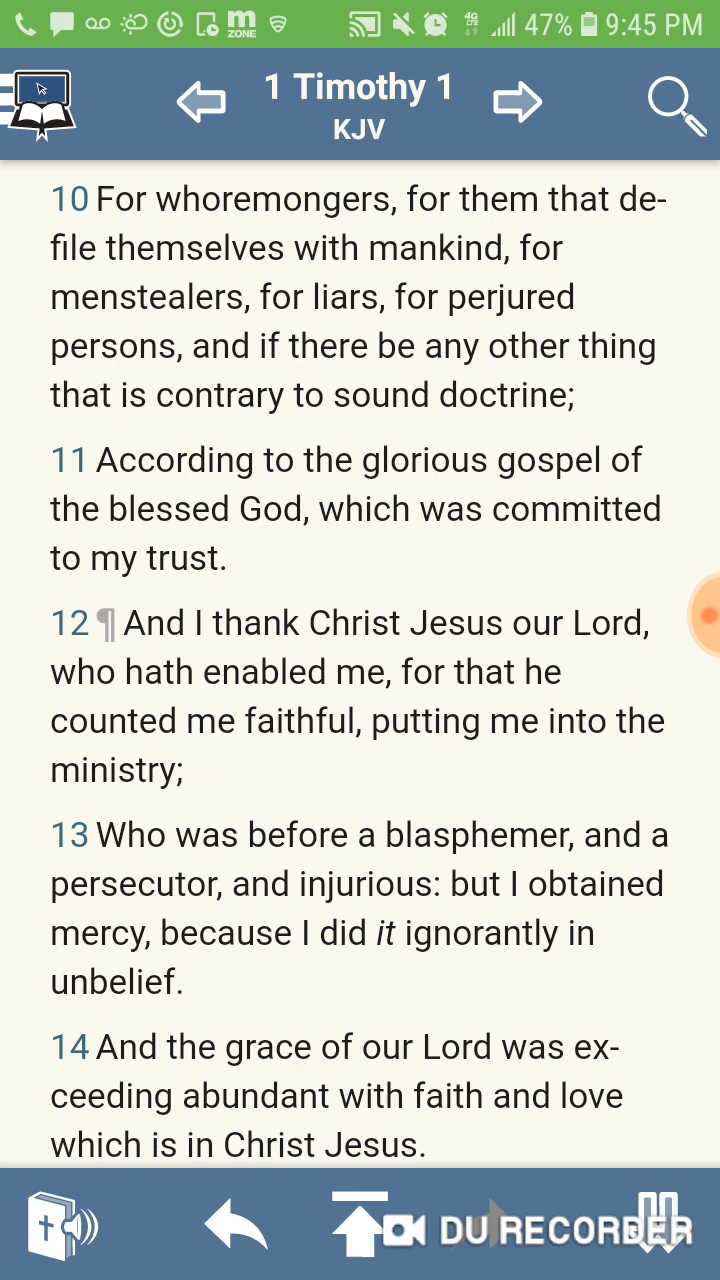 m 4G 47% 9:45 PM
ZONE LTE
1 Timothy 1
KJV
10 For whoremongers, for them that de-
file themselves with mankind, for
menstealers, for liars, for perjured
persons, and if there be any other thing
that is contrary to sound doctrine;
11 According to the glorious gospel of
the blessed God, which was committed
to my trust.
12 ¶ And I thank Christ Jesus our Lord,
who hath enabled me, for that he
counted me faithful, putting me into the
ministry;
13 Who was before a blasphemer, and a
persecutor, and injurious: but I obtained
mercy, because I did it ignorantly in
unbelief.
14 And the grace of our Lord was ex-
ceeding abundant with faith and love
which is in Christ Jesus.
DU RECORDER